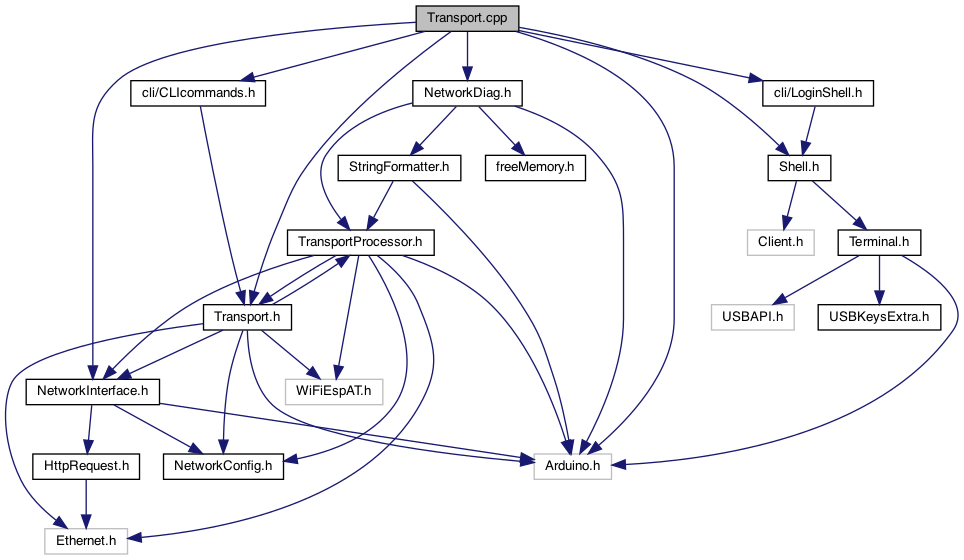 Transport.cpp
cli/CLIcommands.h
NetworkDiag.h
cli/LoginShell.h
StringFormatter.h
freeMemory.h
Shell.h
TransportProcessor.h
Client.h
Terminal.h
Transport.h
USBAPI.h
USBKeysExtra.h
NetworkInterface.h
WiFiEspAT.h
HttpRequest.h
NetworkConfig.h
Arduino.h
Ethernet.h